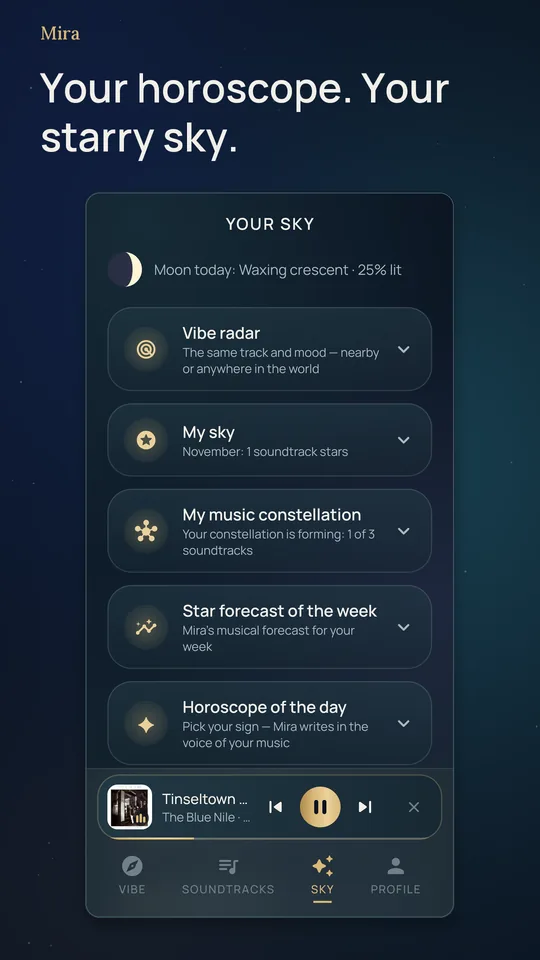 Mira
Your horoscope. Your
starry sky.
YOUR SKY
Moon today: Waxing crescent · 25% lit
Vibe radar
The same track and mood — nearby
or anywhere in the world
My sky
November: 1 soundtrack stars
My music constellation
Your constellation is forming: 1 of 3
soundtracks
Star forecast of the week
Mira's musical forecast for your
week
Horoscope of the day
Pick your sign — Mira writes in the
voice of your music
Tinseltown ...
The Blue Nile · ...
VIBE
SOUNDTRACKS
SKY
PROFILE